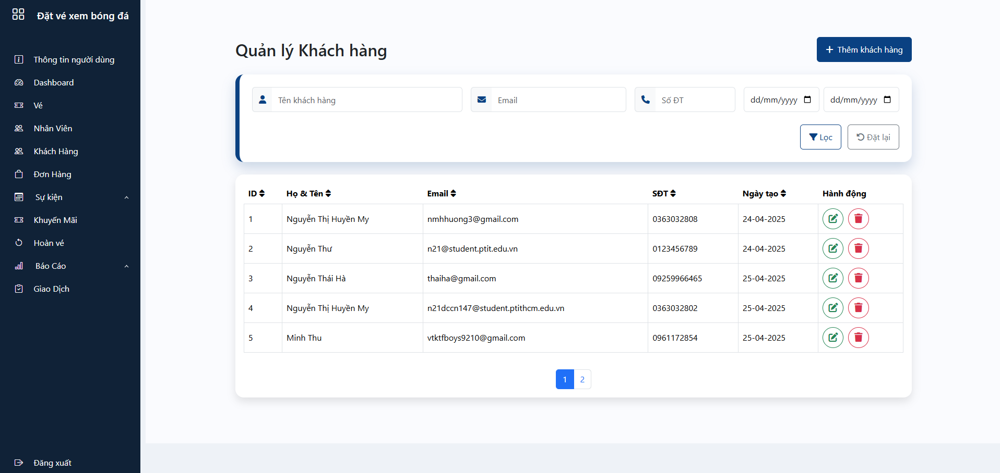 Đặt vé xem bóng đá
Thông tin người dùng
Dashboard
Vé
Nhân Viên
Khách Hàng
Đơn Hàng
Sự kiện
Khuyến Mãi
Hoàn vé
Báo Cáo
Giao Dịch
Đăng xuất
Quản lý Khách hàng
Thêm khách hàng
Tên khách hàng Email Số ĐT dd/mm/yyyy dd/mm/yyyy
Lọc Đặt lại
ID Họ & Tên Email SĐT Ngày tạo Hành động
1 Nguyễn Thị Huyền My nmhhuong3@gmail.com 0363032808 24-04-2025
2 Nguyễn Thư n21@student.ptit.edu.vn 0123456789 24-04-2025
3 Nguyễn Thái Hà thaiha@gmail.com 09259966465 25-04-2025
4 Nguyễn Thị Huyền My n21dccn147@student.ptithcm.edu.vn 0363032802 25-04-2025
5 Minh Thu vtktfboys9210@gmail.com 0961172854 25-04-2025
1 2